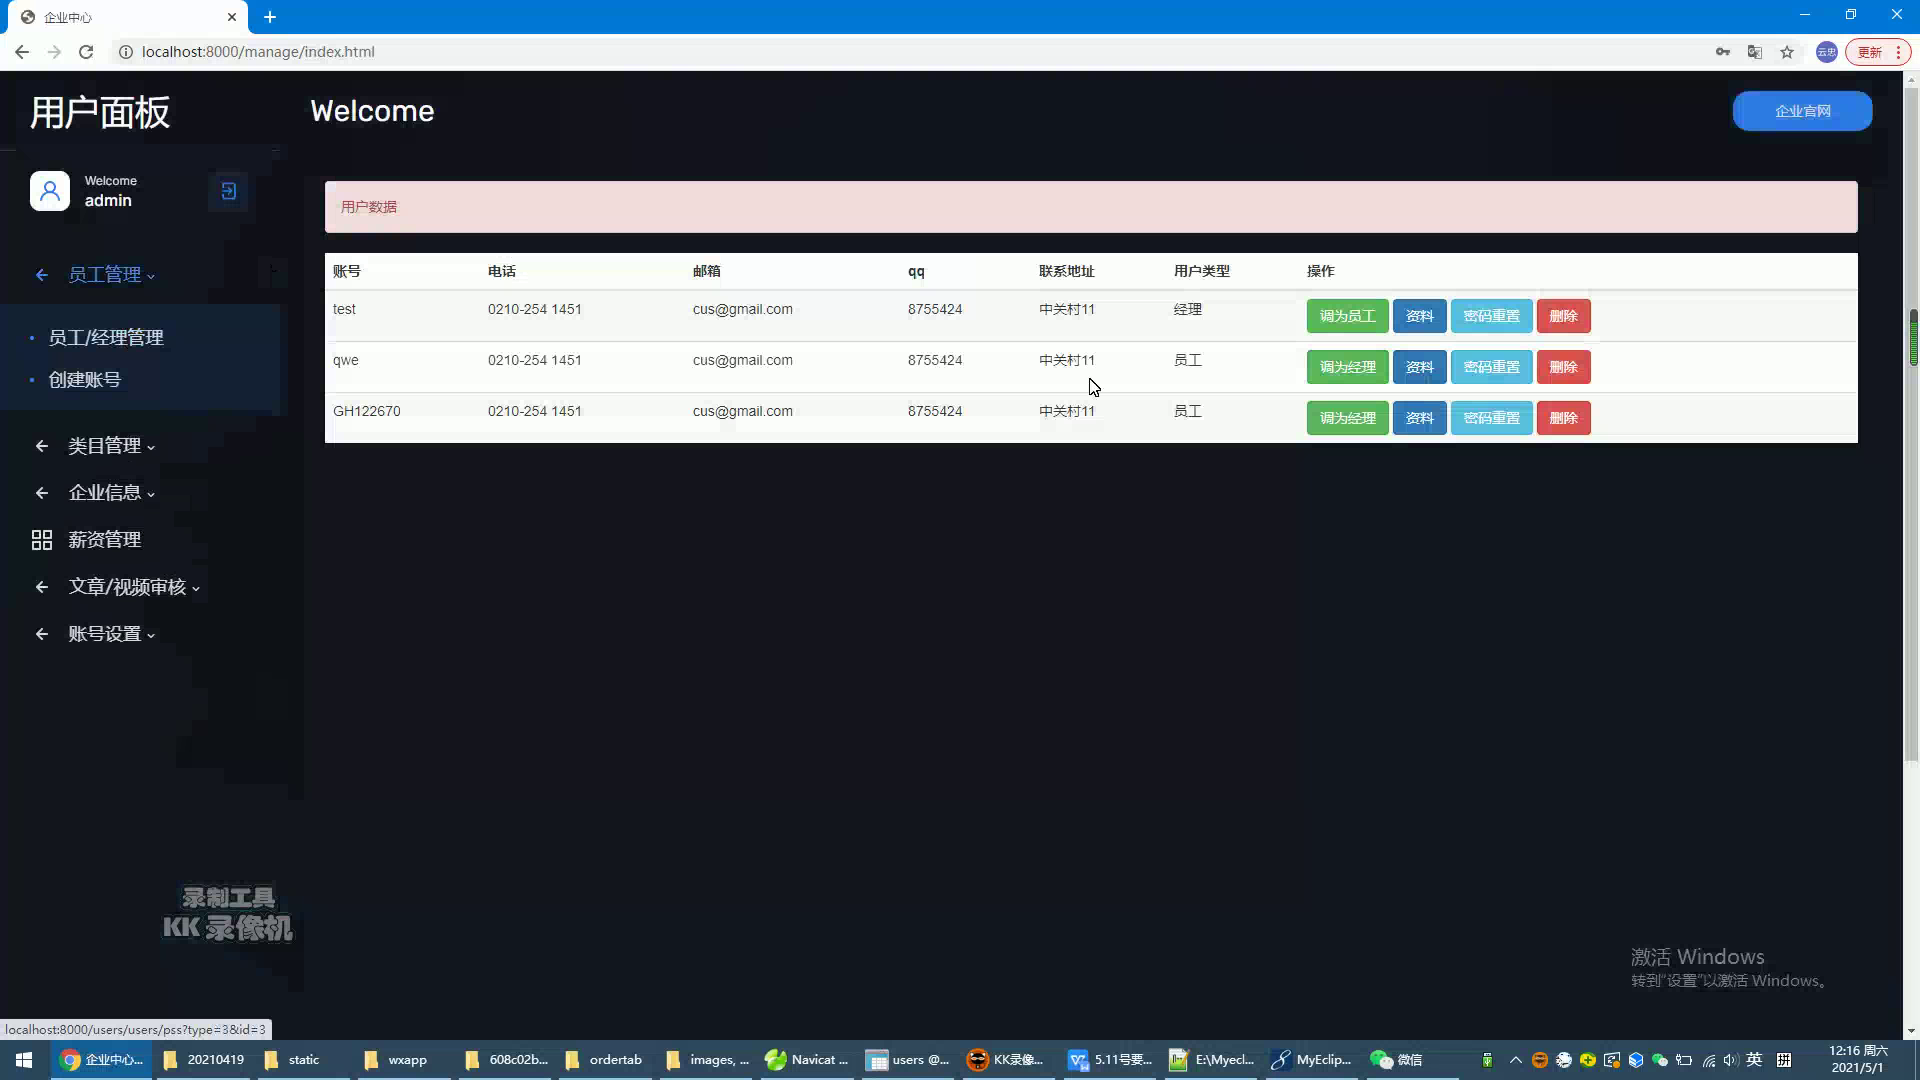 企业中心
localhost:8000/manage/index.html
云忠
更新
用户面板
Welcome
企业官网
Welcome
admin
用户数据
员工管理
员工/经理管理
创建账号
类目管理
企业信息
薪资管理
文章/视频审核
账号设置
账号 电话 邮箱 qq 联系地址 用户类型 操作
test 0210-254 1451 cus@gmail.com 8755424 中关村11 经理 调为员工 资料 密码重置 删除
qwe 0210-254 1451 cus@gmail.com 8755424 中关村11 员工 调为经理 资料 密码重置 删除
GH122670 0210-254 1451 cus@gmail.com 8755424 中关村11 员工 调为经理 资料 密码重置 删除
录制工具
KK 录像机
激活 Windows
转到“设置”以激活 Windows。
localhost:8000/users/users/pss?type=3&id=3
企业中心... 20210419 static wxapp 608c02b... ordertab images, ... Navicat ... users @... KK录像... 5.11号要... E:\Myecl... MyEclip... 微信 英 拼
12:16 周六
2021/5/1